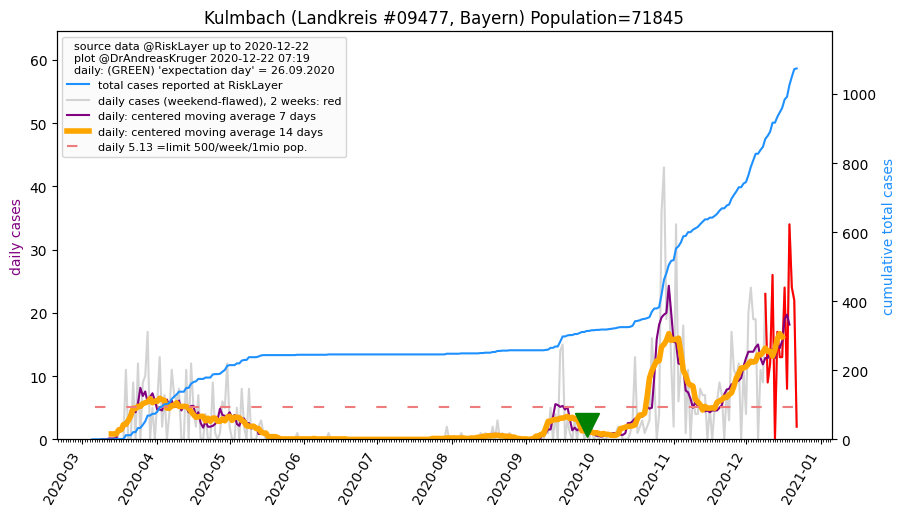 Kulmbach (Landkreis #09477, Bayern) Population=71845
source data @RiskLayer up to 2020-12-22
plot @DrAndreasKruger 2020-12-22 07:19
daily: (GREEN) 'expectation day' = 26.09.2020
total cases reported at RiskLayer
daily cases (weekend-flawed), 2 weeks: red
daily: centered moving average 7 days
daily: centered moving average 14 days
daily 5.13 =limit 500/week/1mio pop.
daily cases
60
50
40
30
20
10
0
cumulative total cases
1000
800
600
400
200
0
2020-03
2020-04
2020-05
2020-06
2020-07
2020-08
2020-09
2020-10
2020-11
2020-12
2021-01